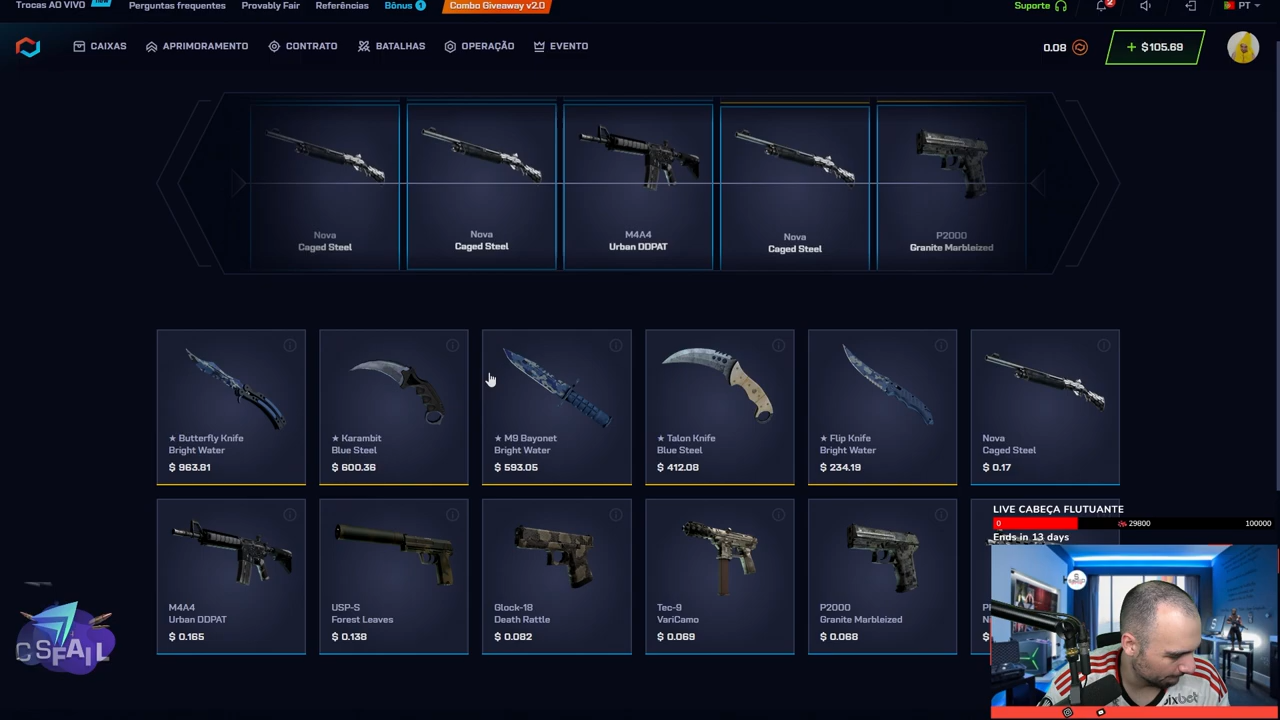 Trocas AO VIVO
Perguntas frequentes
Provably Fair
Referências
Bônus 1
Combo Giveaway v2.0
Suporte
2
PT
CAIXAS
APRIMORAMENTO
CONTRATO
BATALHAS
OPERAÇÃO
EVENTO
0.08
+ $105.69
Nova
Caged Steel
Nova
Caged Steel
M4A4
Urban DDPAT
Nova
Caged Steel
P2000
Granite Marbleized
★ Butterfly Knife
Bright Water
$ 963.81
★ Karambit
Blue Steel
$ 600.36
★ M9 Bayonet
Bright Water
$ 593.05
★ Talon Knife
Blue Steel
$ 412.08
★ Flip Knife
Bright Water
$ 234.19
Nova
Caged Steel
$ 0.17
M4A4
Urban DDPAT
$ 0.165
USP-S
Forest Leaves
$ 0.138
Glock-18
Death Rattle
$ 0.082
Tec-9
VariCamo
$ 0.069
P2000
Granite Marbleized
$ 0.068
LIVE CABEÇA FLUTUANTE
0
29800
100000
Ends in 13 days
CSFAIL